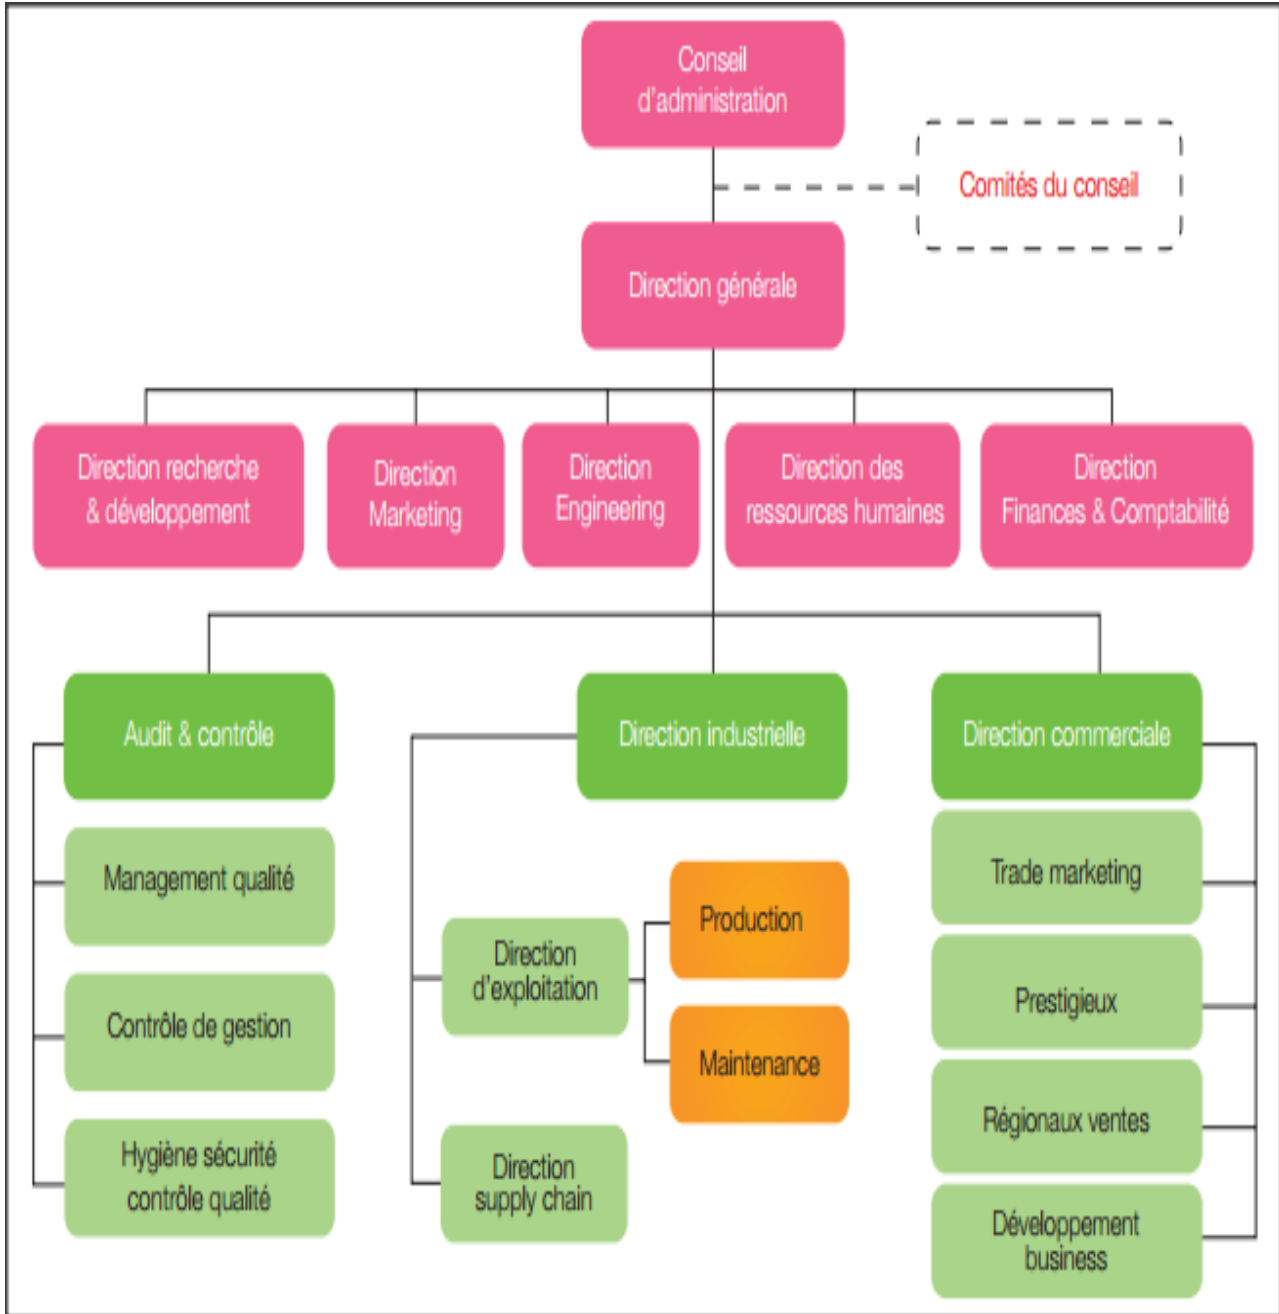 Conseil
d'administration
Comités du conseil
Direction générale
Direction recherche
& développement
Direction
Marketing
Direction
Engineering
Direction des
ressources humaines
Direction
Finances & Comptabilité
Audit & contrôle
Management qualité
Contrôle de gestion
Hygiène sécurité
contrôle qualité
Direction industrielle
Direction
d'exploitation
Production
Maintenance
Direction
supply chain
Direction commerciale
Trade marketing
Prestigieux
Régionaux ventes
Développement
business